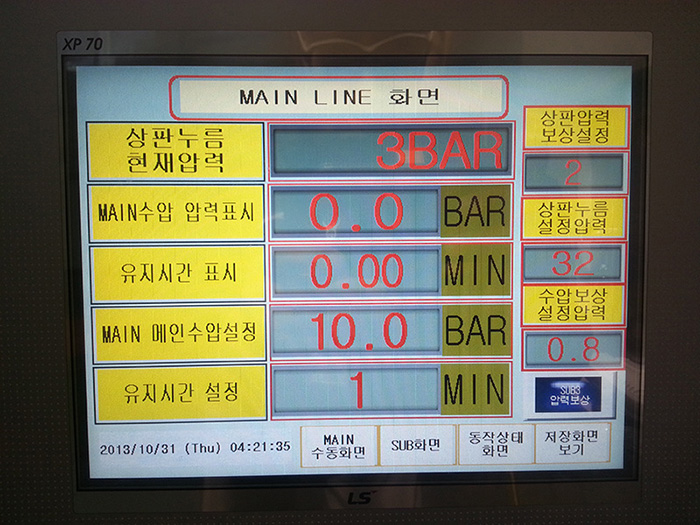 XP 70
MAIN LINE 화면
상판누름
현재압력
3BAR
MAIN수압 압력표시
0.0 BAR
유지시간 표시
0.00 MIN
MAIN 메인수압설정
10.0 BAR
유지시간 설정
1 MIN
상판압력
보상설정
2
상판누름
설정압력
32
수압보상
설정압력
0.8
SUB3
압력보상
2013/10/31 (Thu) 04:21:35
MAIN
수동화면
SUB화면
동작상태
화면
저장화면
보기
LS